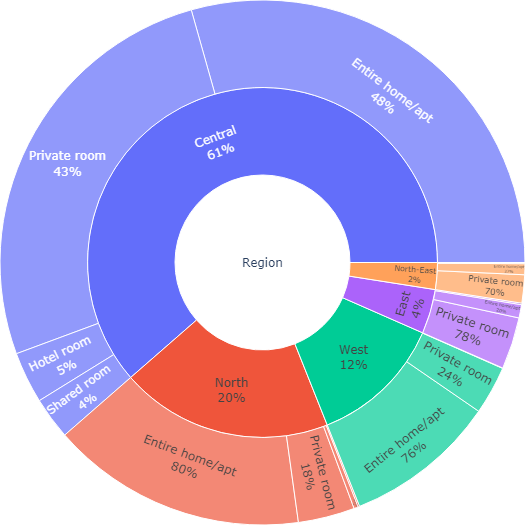 Entire home/apt
48%
Central
61%
Private room
43%
Region
North-East
2%
Private room
70%
East
4%
Private room
78%
West
12%
Private room
24%
Hotel room
5%
Shared room
4%
North
20%
Entire home/apt
76%
Entire home/apt
80%
Private room
18%